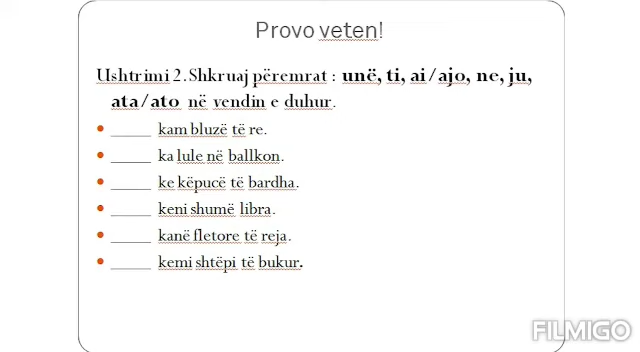 Provo veten!
Ushtrimi 2.Shkruaj përemrat : unë, ti, ai/ajo, ne, ju,
ata/ato në vendin e duhur.
• _____ kam bluzë të re.
• _____ ka lule në ballkon.
• _____ ke këpucë të bardha.
• _____ keni shumë libra.
• _____ kanë fletore të reja.
• _____ kemi shtëpi të bukur.
FILMIGO